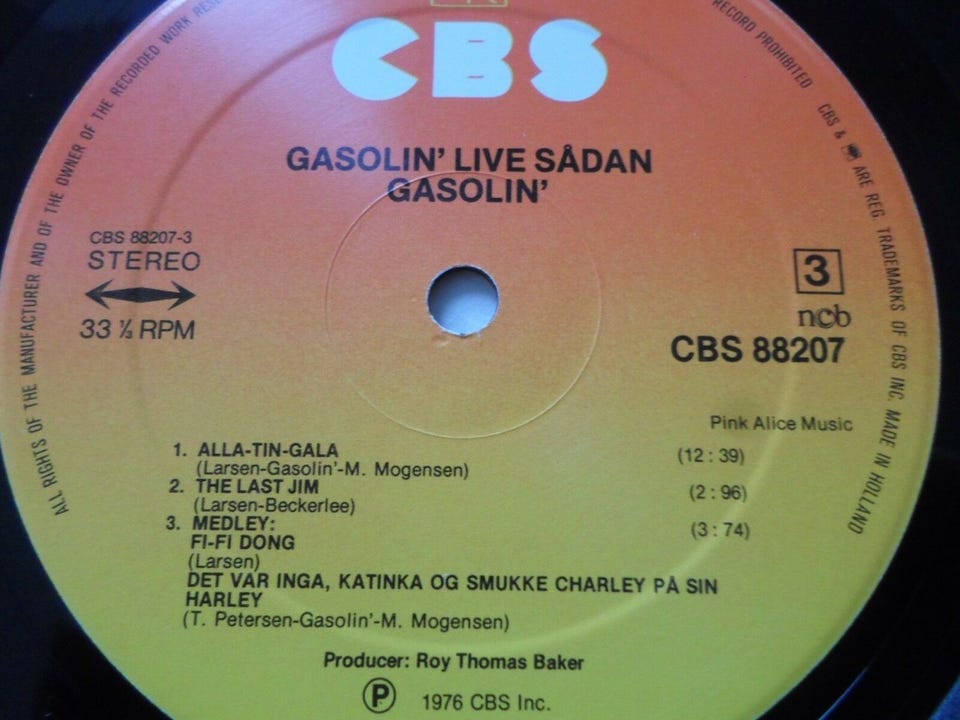 CBS
GASOLIN' LIVE SÅDAN
GASOLIN'
CBS 88207-3
STEREO
33 ⅓ RPM
3
ncb
CBS 88207
Pink Alice Music
1. ALLA-TIN-GALA (12 : 39)
(Larsen-Gasolin'-M. Mogensen)
2. THE LAST JIM (2 : 96)
(Larsen-Beckerlee)
3. MEDLEY: (3 : 74)
FI-FI DONG
(Larsen)
DET VAR INGA, KATINKA OG SMUKKE CHARLEY PÅ SIN
HARLEY
(T. Petersen-Gasolin'-M. Mogensen)
Producer: Roy Thomas Baker
Ⓟ 1976 CBS Inc.
ALL RIGHTS OF THE MANUFACTURER AND OF THE OWNER OF THE RECORDED WORK
RECORD PROHIBITED CBS & ARE REG. TRADEMARKS OF CBS INC. MADE IN HOLLAND